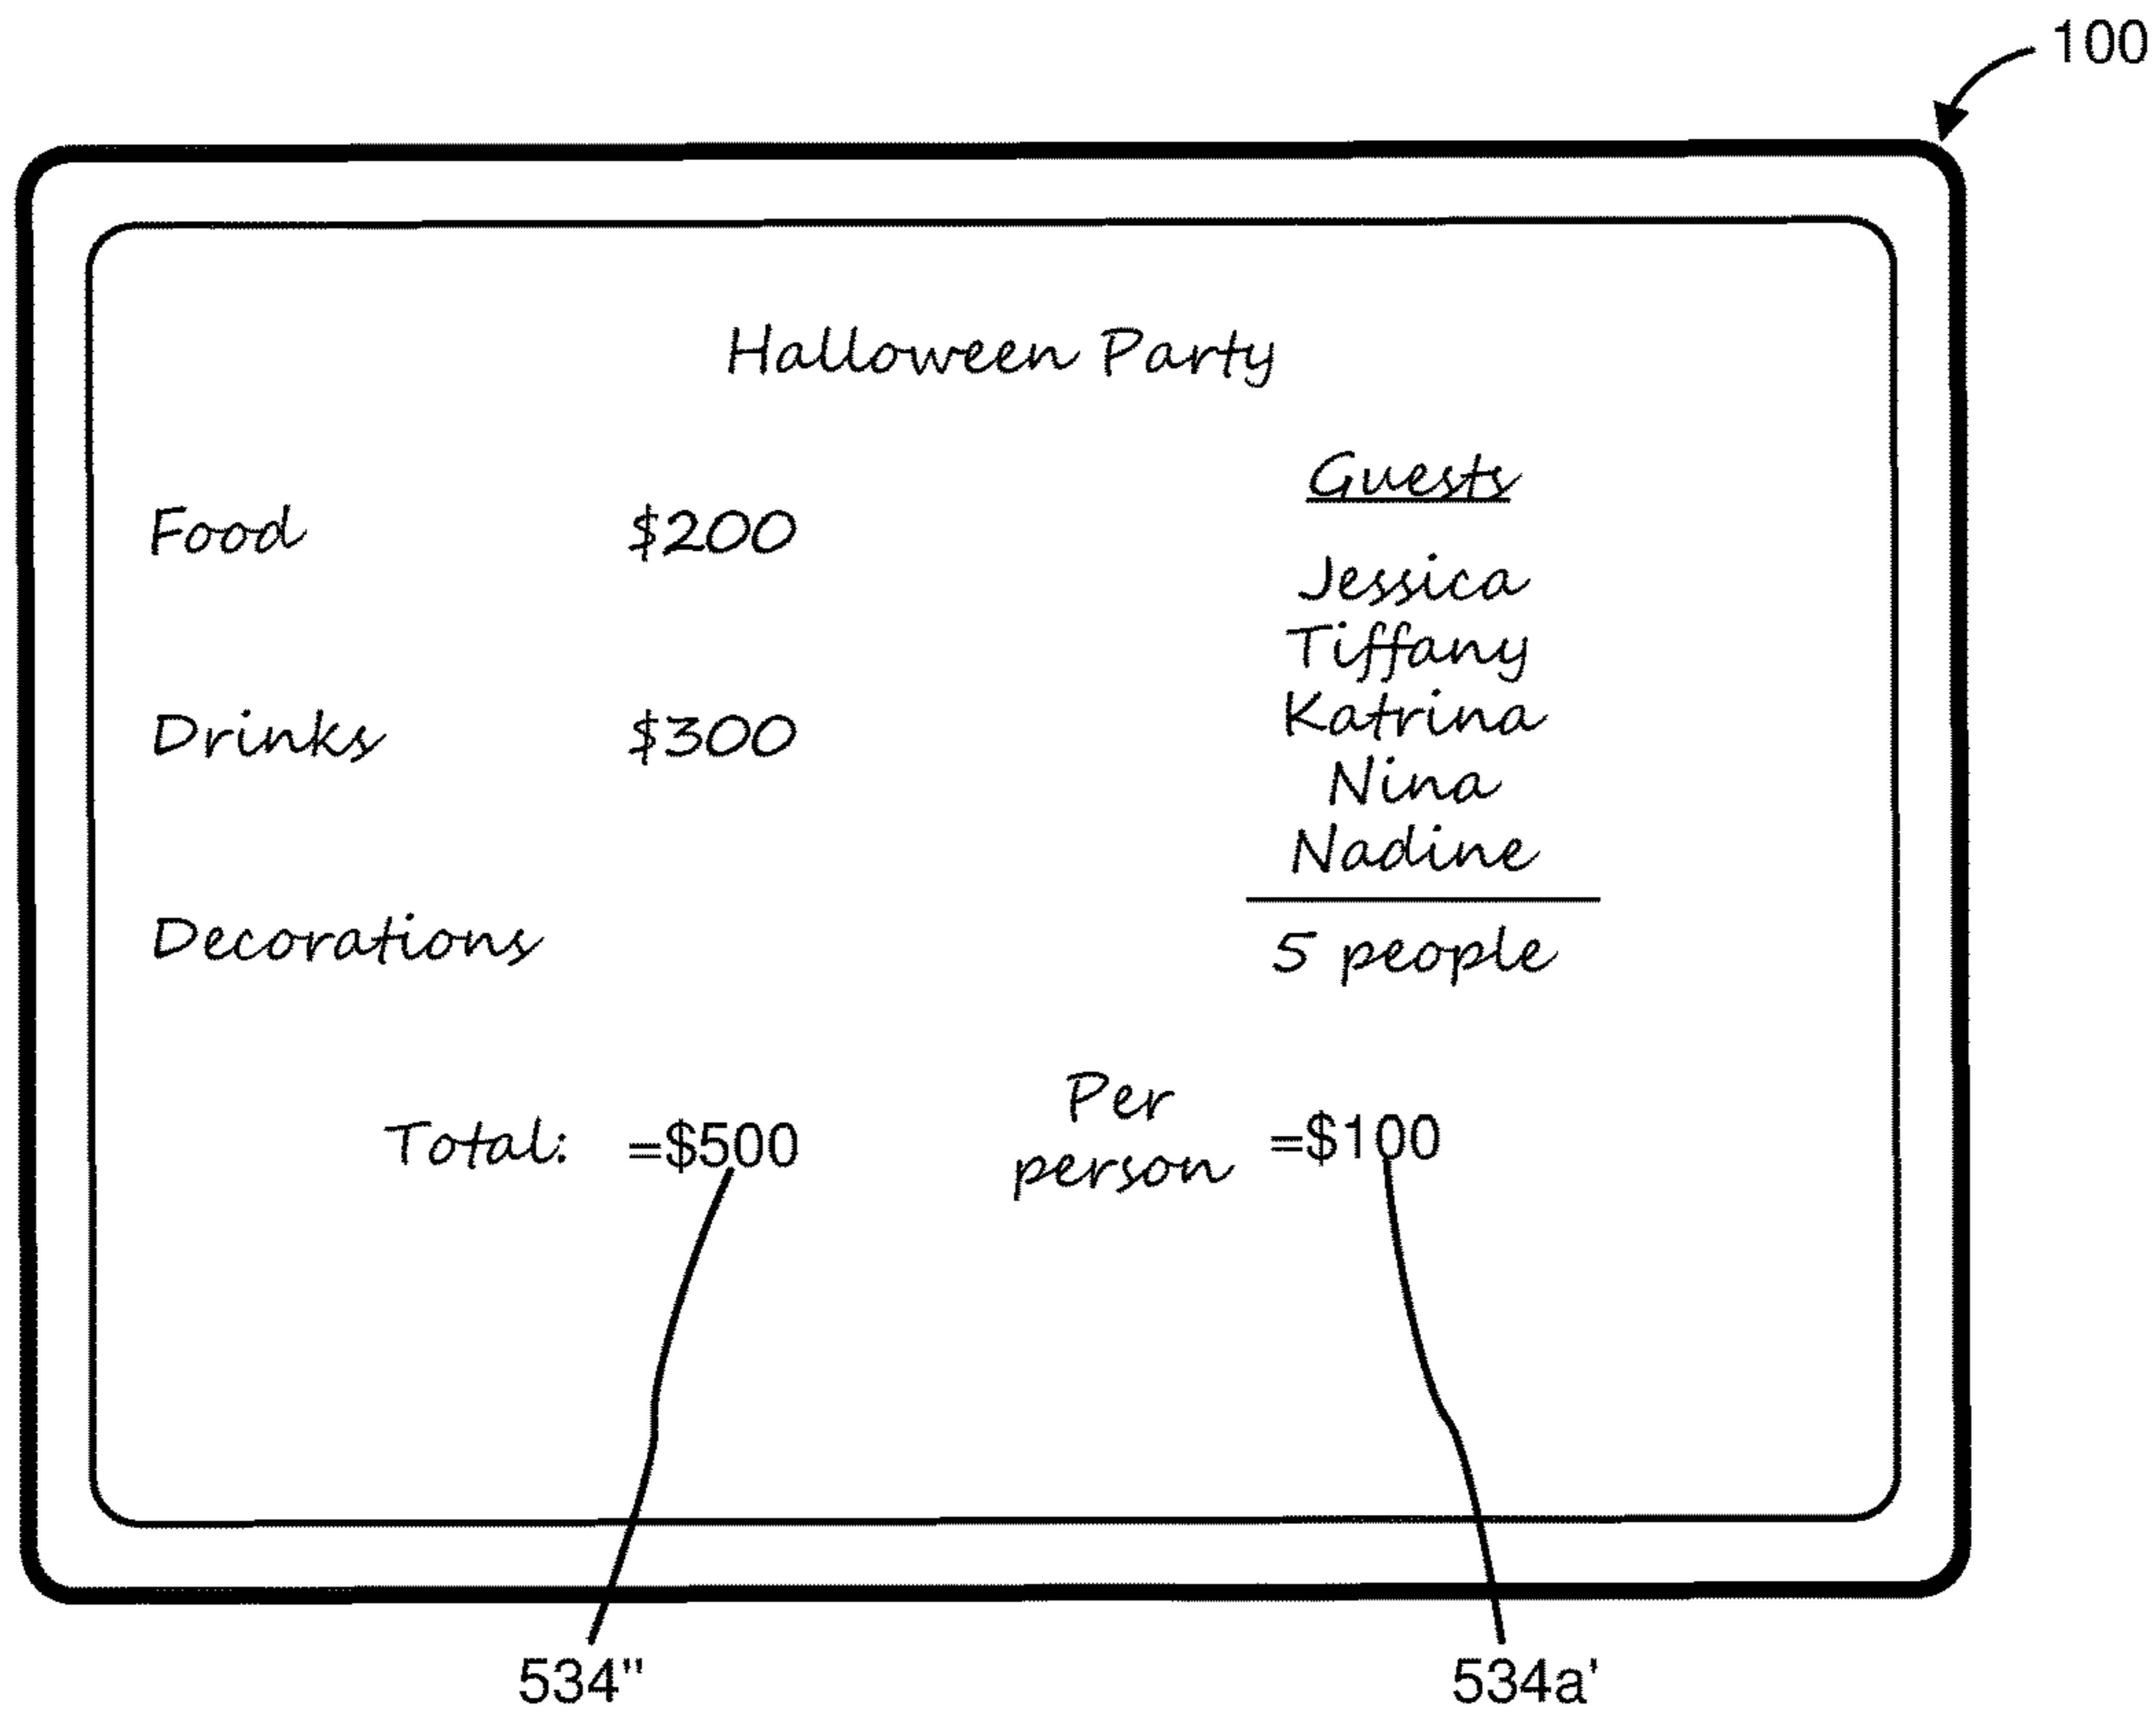 100
Halloween Party
Guests
Food $200
Jessica
Tiffany
Katrina
Drinks $300
Nina
Nadine
Decorations
5 people
Total: =$500
Per
person =$100
534"
534a'